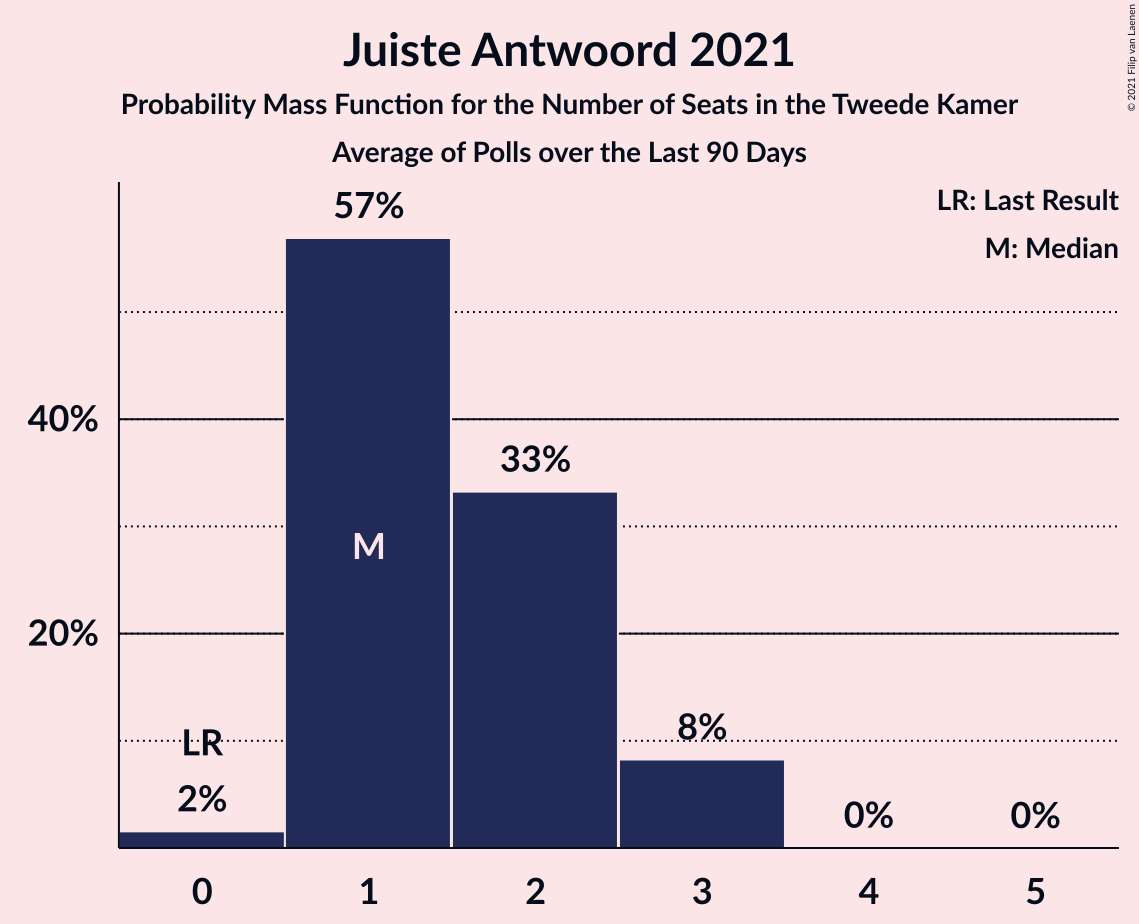 Juiste Antwoord 2021
Probability Mass Function for the Number of Seats in the Tweede Kamer
Average of Polls over the Last 90 Days
© 2021 Filip van Laenen
LR: Last Result
M: Median
57%
40%
33%
M
20%
LR
8%
2%
0%
0%
0 1 2 3 4 5